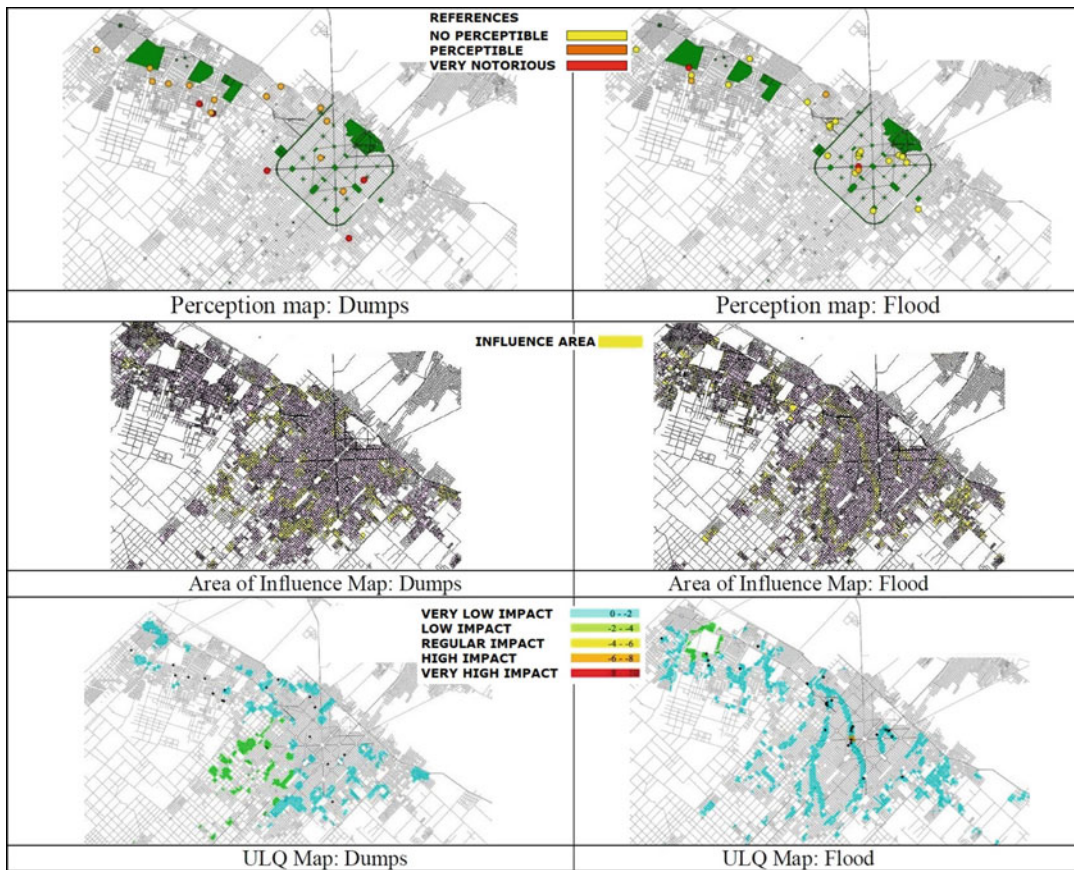 REFERENCES
NO PERCEPTIBLE
PERCEPTIBLE
VERY NOTORIOUS
Perception map: Dumps
Perception map: Flood
INFLUENCE AREA
Area of Influence Map: Dumps
Area of Influence Map: Flood
VERY LOW IMPACT 0 - -2
LOW IMPACT -2 - -4
REGULAR IMPACT -4 - -6
HIGH IMPACT -6 - -8
VERY HIGH IMPACT
ULQ Map: Dumps
ULQ Map: Flood